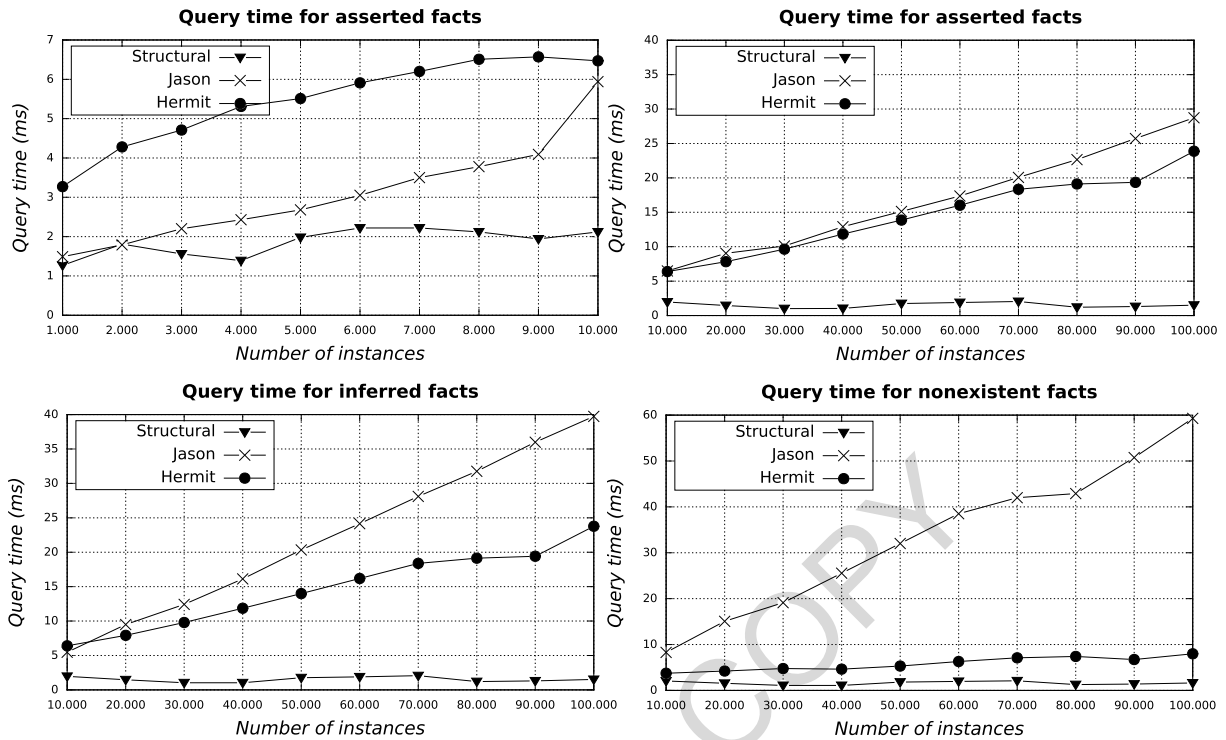 Query time for asserted facts
7
6
5
4
3
2
1
0
Query time (ms)
Structural
Jason
Hermit
1.000 2.000 3.000 4.000 5.000 6.000 7.000 8.000 9.000 10.000
Number of instances
Query time for asserted facts
40
35
30
25
20
15
10
5
0
Query time (ms)
Structural
Jason
Hermit
10.000 20.000 30.000 40.000 50.000 60.000 70.000 80.000 90.000 100.000
Number of instances
Query time for inferred facts
40
35
30
25
20
15
10
5
0
Query time (ms)
Structural
Jason
Hermit
10.000 20.000 30.000 40.000 50.000 60.000 70.000 80.000 90.000 100.000
Number of instances
Query time for nonexistent facts
60
50
40
30
20
10
0
Query time (ms)
Structural
Jason
Hermit
10.000 20.000 30.000 40.000 50.000 60.000 70.000 80.000 90.000 100.000
Number of instances
COPY